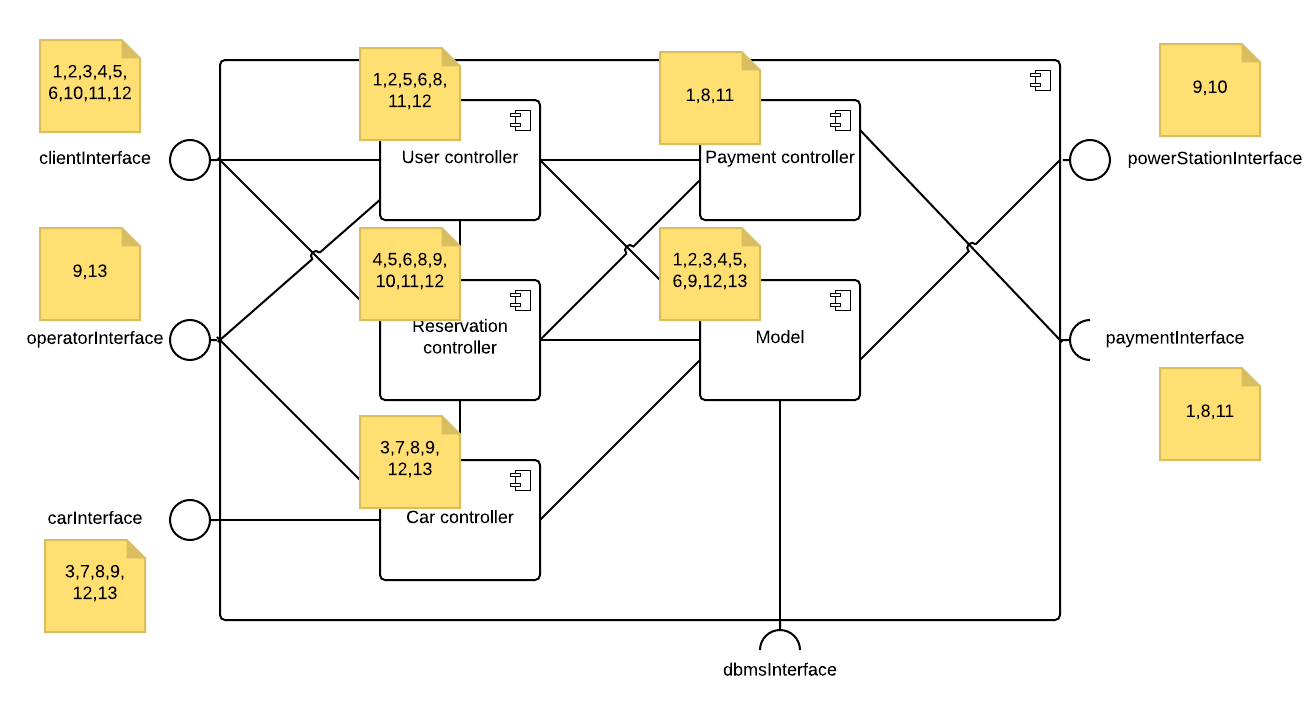 1,2,3,4,5,
6,10,11,12
clientInterface
9,13
operatorInterface
carInterface
3,7,8,9,
12,13
1,2,5,6,8,
11,12
User controller
4,5,6,8,9,
10,11,12
Reservation
controller
3,7,8,9,
12,13
Car controller
1,8,11
Payment controller
1,2,3,4,5,
6,9,12,13
Model
dbmsInterface
9,10
powerStationInterface
paymentInterface
1,8,11